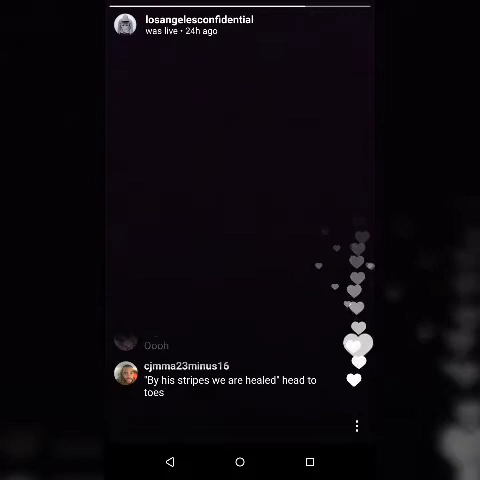 losangelesconfidential
was live • 24h ago
Oooh
cjmma23minus16
"By his stripes we are healed" head to
toes